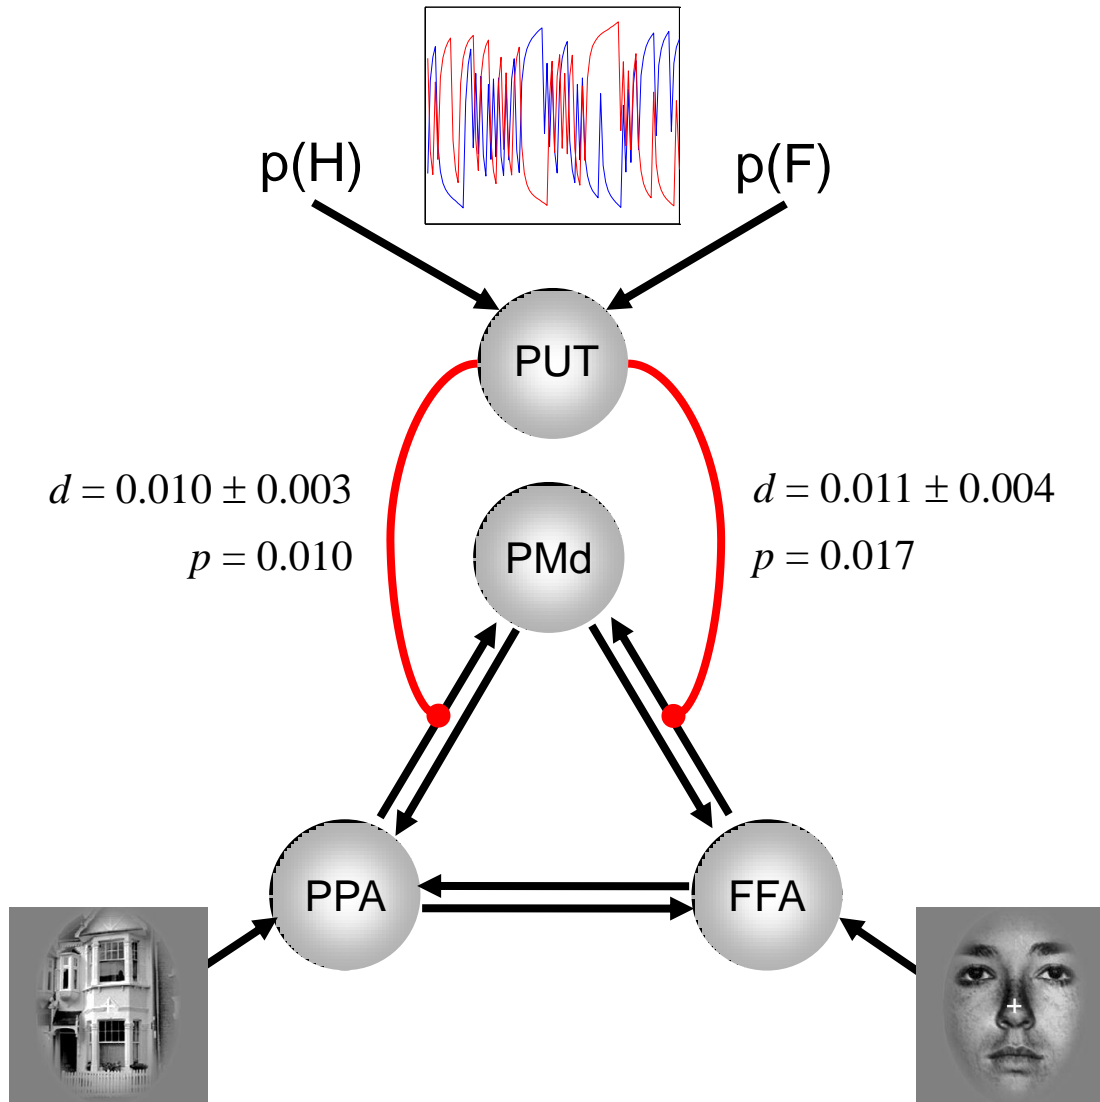 p(H)
p(F)
PUT
d = 0.010 ± 0.003
p = 0.010
d = 0.011 ± 0.004
p = 0.017
PMd
PPA
FFA